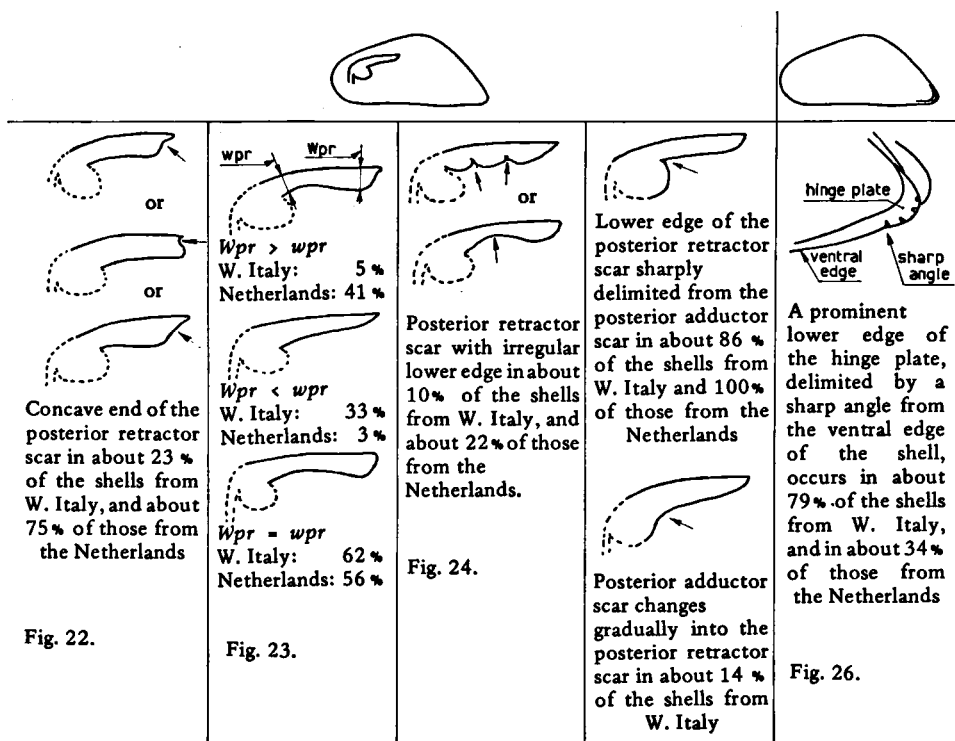 or
or
Concave end of the
posterior retractor
scar in about 23 %
of the shells from
W. Italy, and about
75% of those from
the Netherlands
Fig. 22.
wpr
Wpr
Wpr > wpr
W. Italy: 5 %
Netherlands: 41 %
Wpr < wpr
W. Italy: 33 %
Netherlands: 3 %
Wpr = wpr
W. Italy: 62 %
Netherlands: 56 %
Fig. 23.
or
Posterior retractor
scar with irregular
lower edge in about
10% of the shells
from W. Italy, and
about 22% of those
from the
Netherlands.
Fig. 24.
Lower edge of the
posterior retractor
scar sharply
delimited from the
posterior adductor
scar in about 86 %
of the shells from
W. Italy and 100%
of those from the
Netherlands
Posterior adductor
scar changes
gradually into the
posterior retractor
scar in about 14 %
of the shells from
W. Italy
hinge plate
ventral
edge
sharp
angle
A prominent
lower edge of
the hinge plate,
delimited by a
sharp angle from
the ventral edge
of the shell,
occurs in about
79% of the shells
from W. Italy,
and in about 34%
of those from
the Netherlands
Fig. 26.